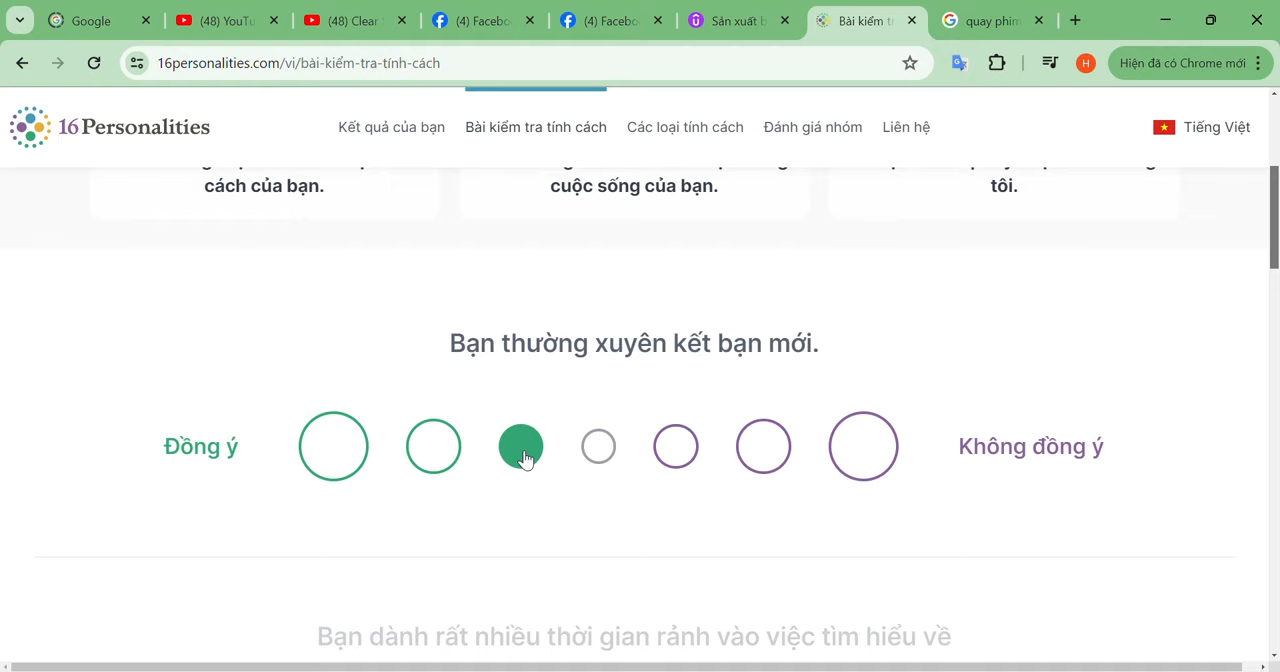 Google
(48) YouTu
(48) Clear
(4) Facebo
(4) Facebo
Sản xuất b
Bài kiểm t
quay phim
16personalities.com/vi/bài-kiểm-tra-tính-cách
H
Hiện đã có Chrome mới
16Personalities
Kết quả của bạn
Bài kiểm tra tính cách
Các loại tính cách
Đánh giá nhóm
Liên hệ
Tiếng Việt
cách của bạn.
cuộc sống của bạn.
tôi.
Bạn thường xuyên kết bạn mới.
Đồng ý
Không đồng ý
Bạn dành rất nhiều thời gian rảnh vào việc tìm hiểu về